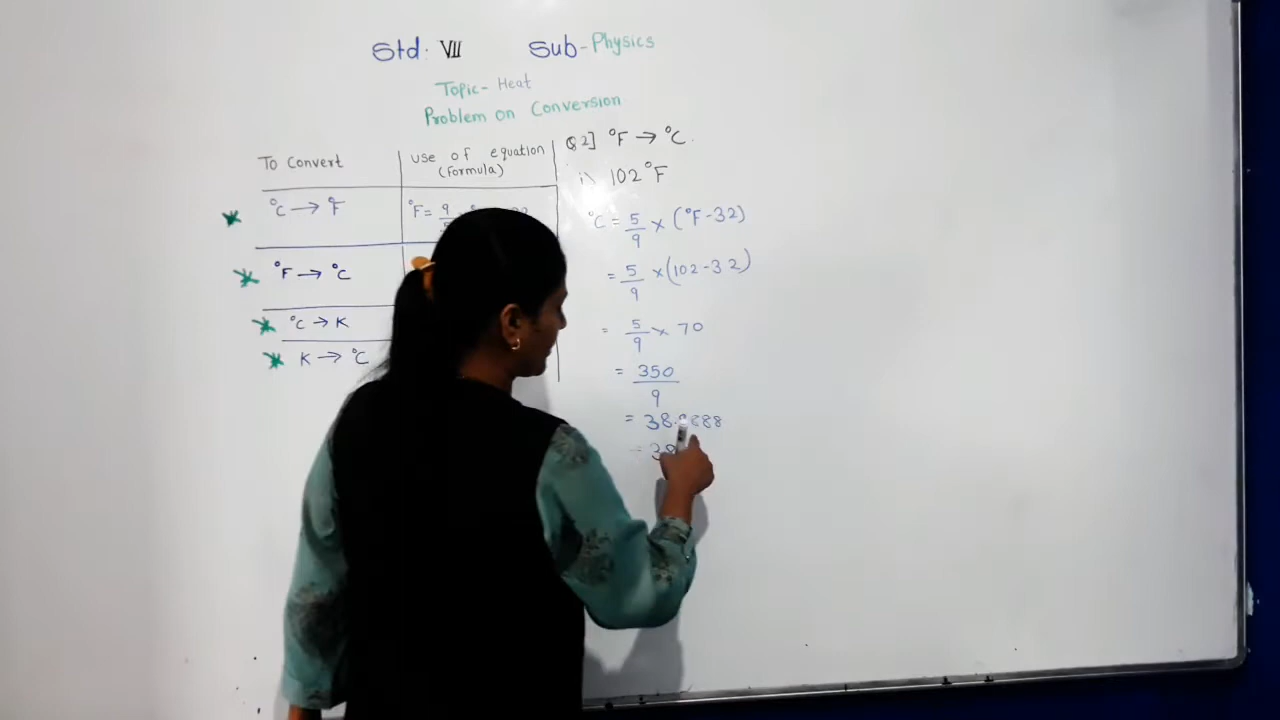 Std. VII Sub-Physics
Topic- Heat
Problem on Conversion
To Convert
use of equation
(formula)
°C → °F
°F = 9
°F → °C
°C → K
K → °C
Q2] °F → °C.
i) 102°F
°C = 5/9 × (°F-32)
= 5/9 × (102-32)
= 5/9 × 70
= 350/9
= 38.8888